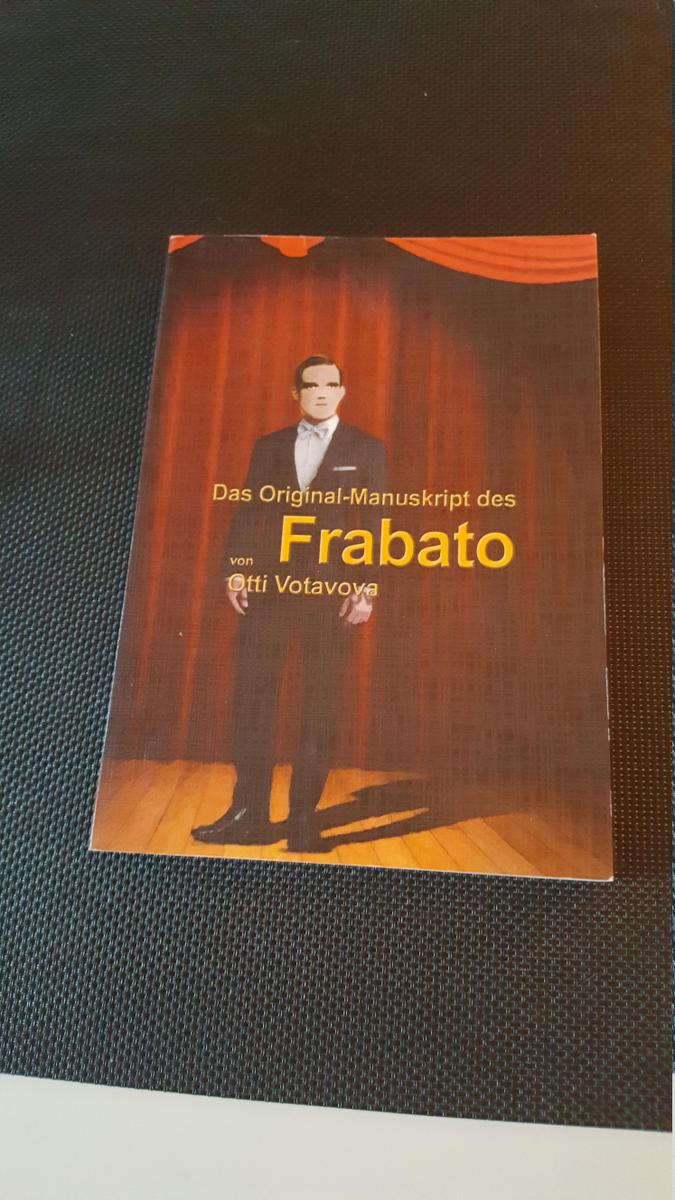 Das Original-Manuskript des
Frabato
von
Otti Votavova